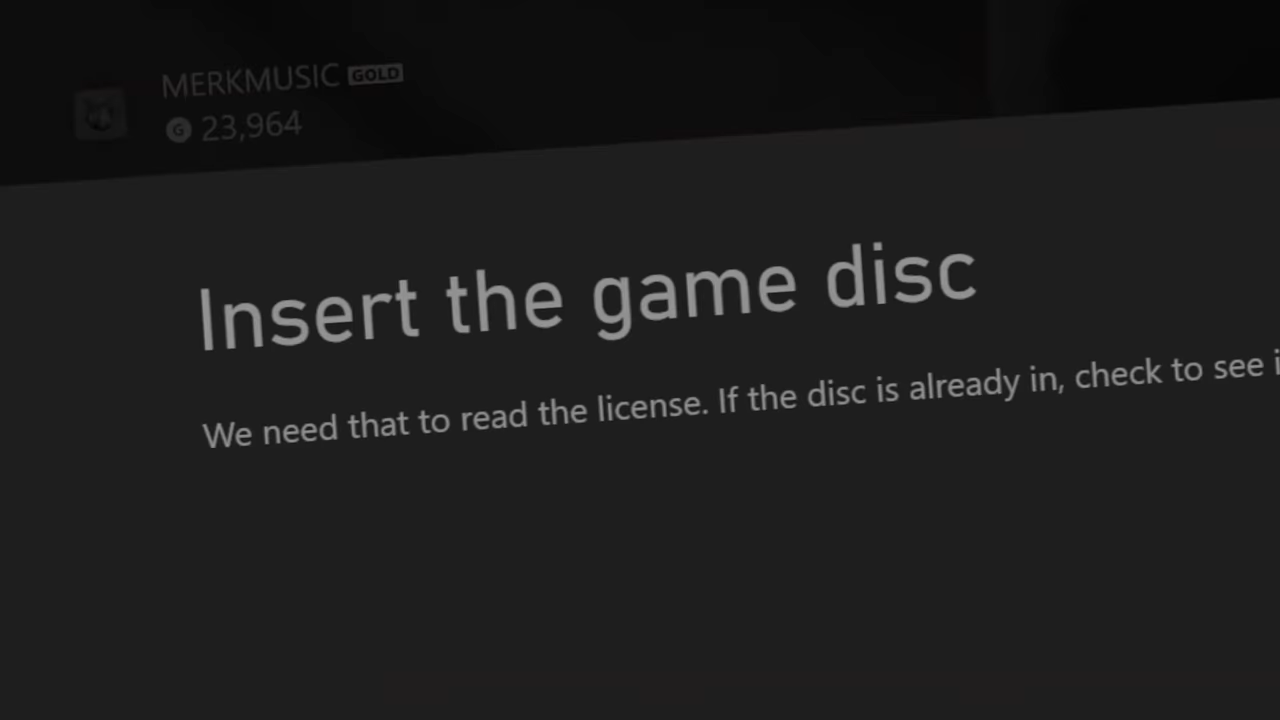 MERKMUSIC GOLD
G 23,964
Insert the game disc
We need that to read the license. If the disc is already in, check to see i